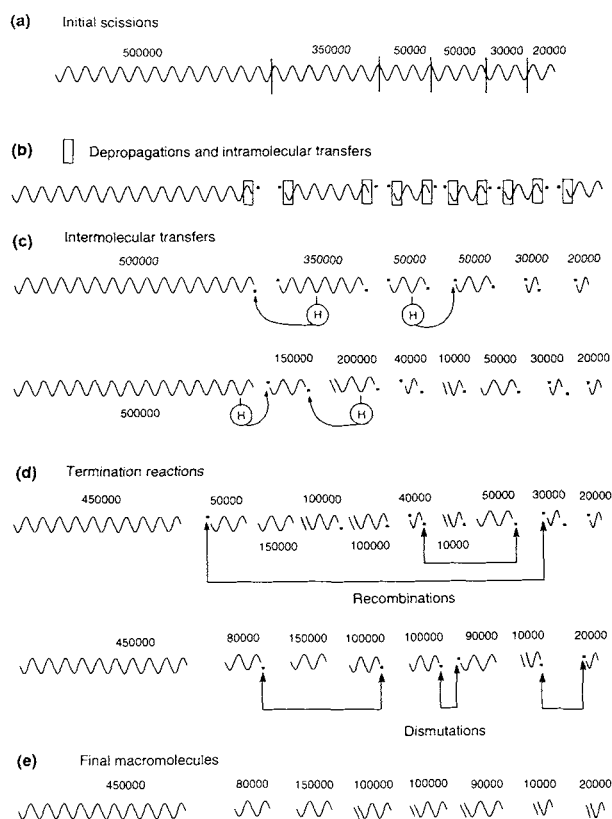 (a) Initial scissions
500000 350000 50000 50000 30000 20000
(b) Depropagations and intramolecular transfers
(c) Intermolecular transfers
500000 350000 50000 50000 30000 20000
H H
150000 200000 40000 10000 50000 30000 20000
500000 H H
(d) Termination reactions
450000 50000 100000 40000 50000 30000 20000
150000 100000 10000
Recombinations
450000 80000 150000 100000 100000 90000 10000 20000
Dismutations
(e) Final macromolecules
450000 80000 150000 100000 100000 90000 10000 20000